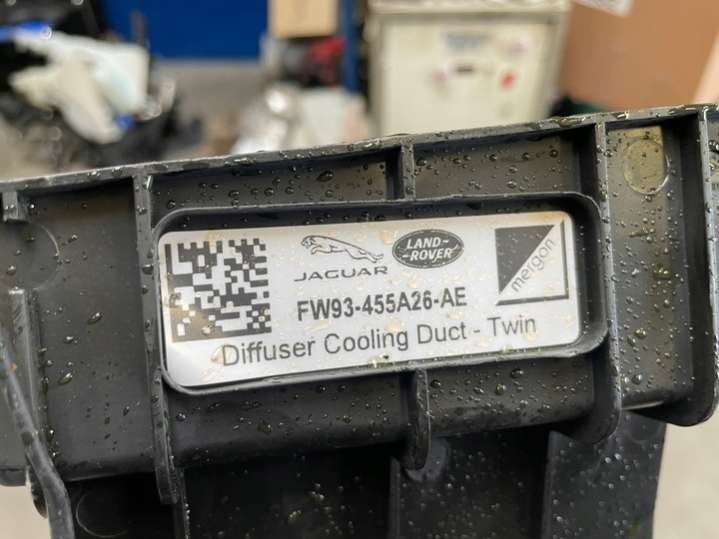 JAGUAR
LAND-
ROVER
mergon
FW93-455A26-AE
Diffuser Cooling Duct - Twin